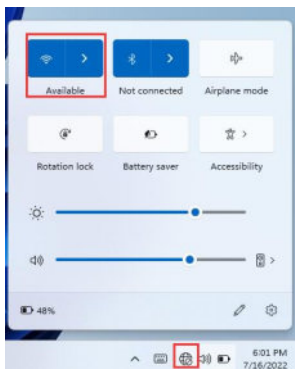 Available Not connected Airplane mode
Rotation lock Battery saver Accessibility
48%
6:01 PM
7/16/2022